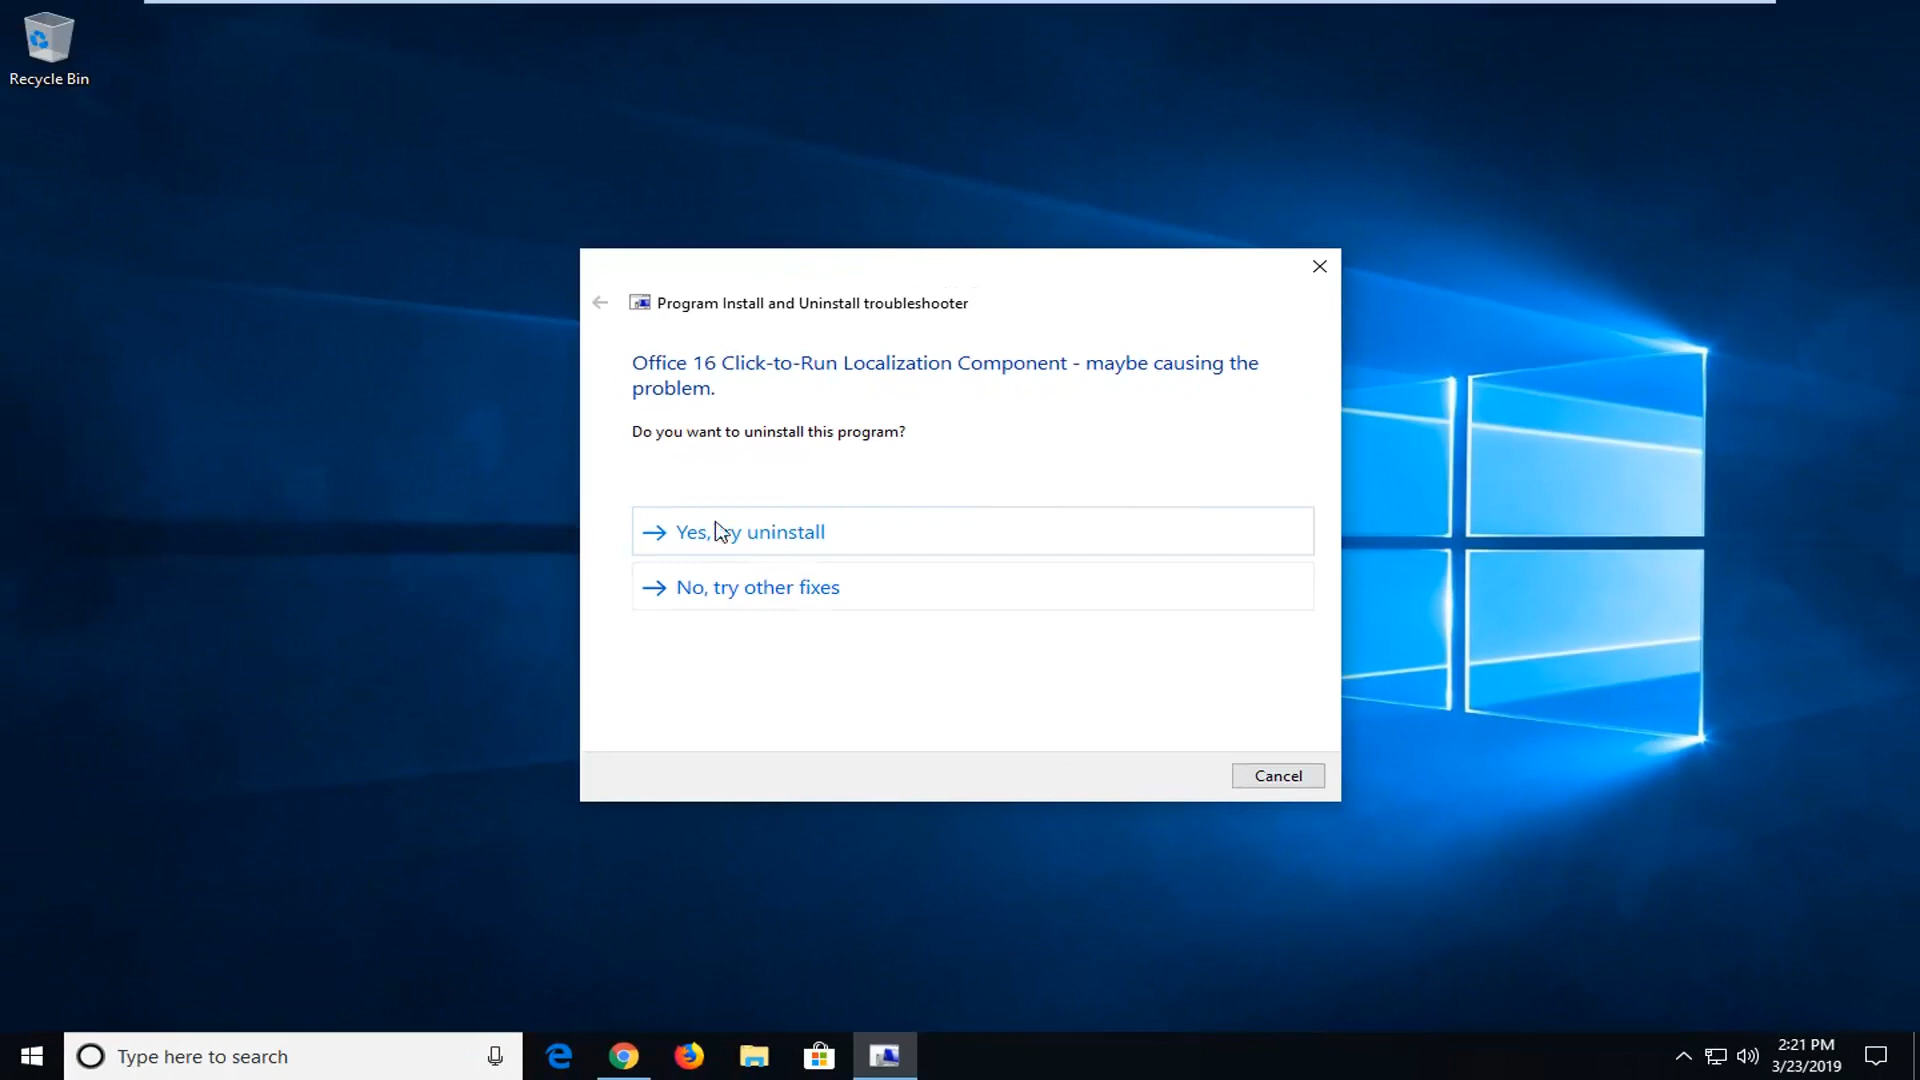 Recycle Bin
Program Install and Uninstall troubleshooter
Office 16 Click-to-Run Localization Component - maybe causing the
problem.
Do you want to uninstall this program?
Yes, try uninstall
No, try other fixes
Cancel
Type here to search
2:21 PM
3/23/2019